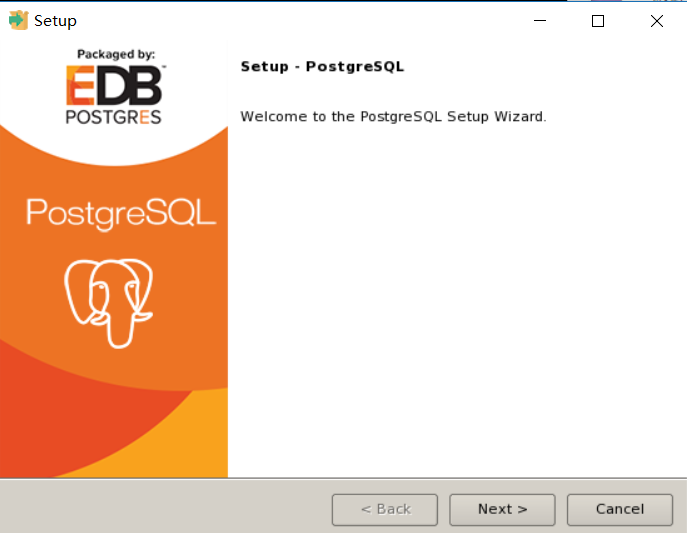 Setup
Packaged by:
EDB
POSTGRES
PostgreSQL
Setup - PostgreSQL
Welcome to the PostgreSQL Setup Wizard.
< Back
Next >
Cancel